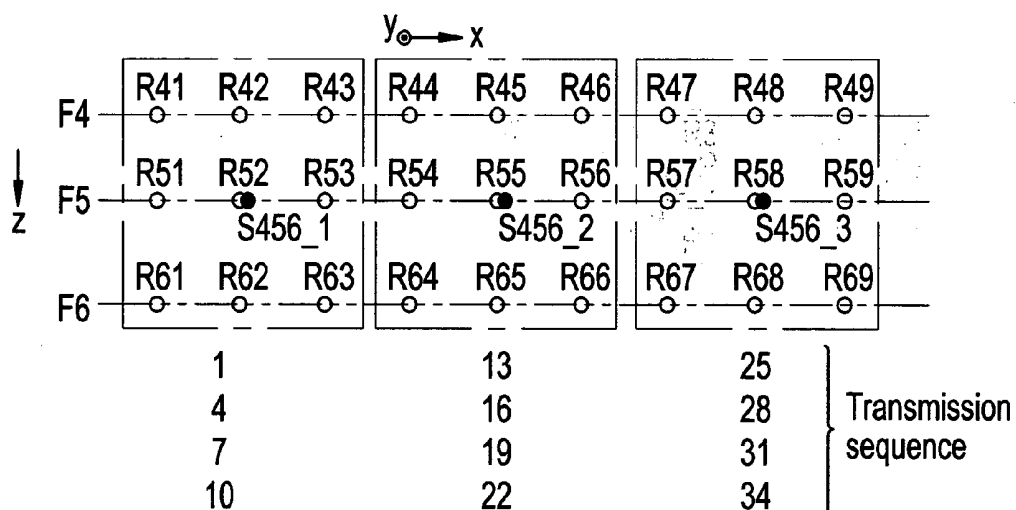 y x
R41 R42 R43 R44 R45 R46 R47 R48 R49
F4
R51 R52 R53 R54 R55 R56 R57 R58 R59
z F5
S456_1 S456_2 S456_3
R61 R62 R63 R64 R65 R66 R67 R68 R69
F6
1 13 25
4 16 28 Transmission
7 19 31 sequence
10 22 34